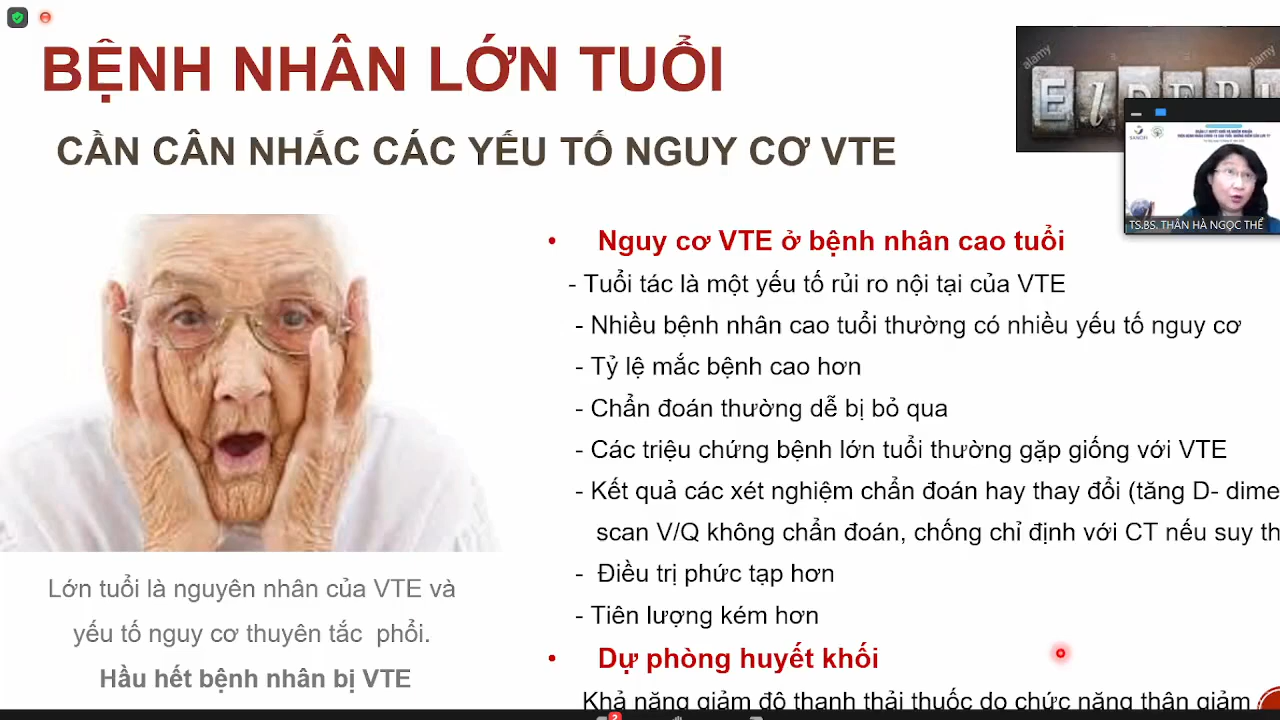 BỆNH NHÂN LỚN TUỔI
CẦN CÂN NHẮC CÁC YẾU TỐ NGUY CƠ VTE
alamy
alamy
TS.BS. THÂN HÀ NGỌC THỂ
• Nguy cơ VTE ở bệnh nhân cao tuổi
- Tuổi tác là một yếu tố rủi ro nội tại của VTE
- Nhiều bệnh nhân cao tuổi thường có nhiều yếu tố nguy cơ
- Tỷ lệ mắc bệnh cao hơn
- Chẩn đoán thường dễ bị bỏ qua
- Các triệu chứng bệnh lớn tuổi thường gặp giống với VTE
- Kết quả các xét nghiệm chẩn đoán hay thay đổi (tăng D- dime
scan V/Q không chẩn đoán, chống chỉ định với CT nếu suy th
- Điều trị phức tạp hơn
- Tiên lượng kém hơn
• Dự phòng huyết khối
Khả năng giảm độ thanh thải thuốc do chức năng thận giảm
Lớn tuổi là nguyên nhân của VTE và
yếu tố nguy cơ thuyên tắc phổi.
Hầu hết bệnh nhân bị VTE